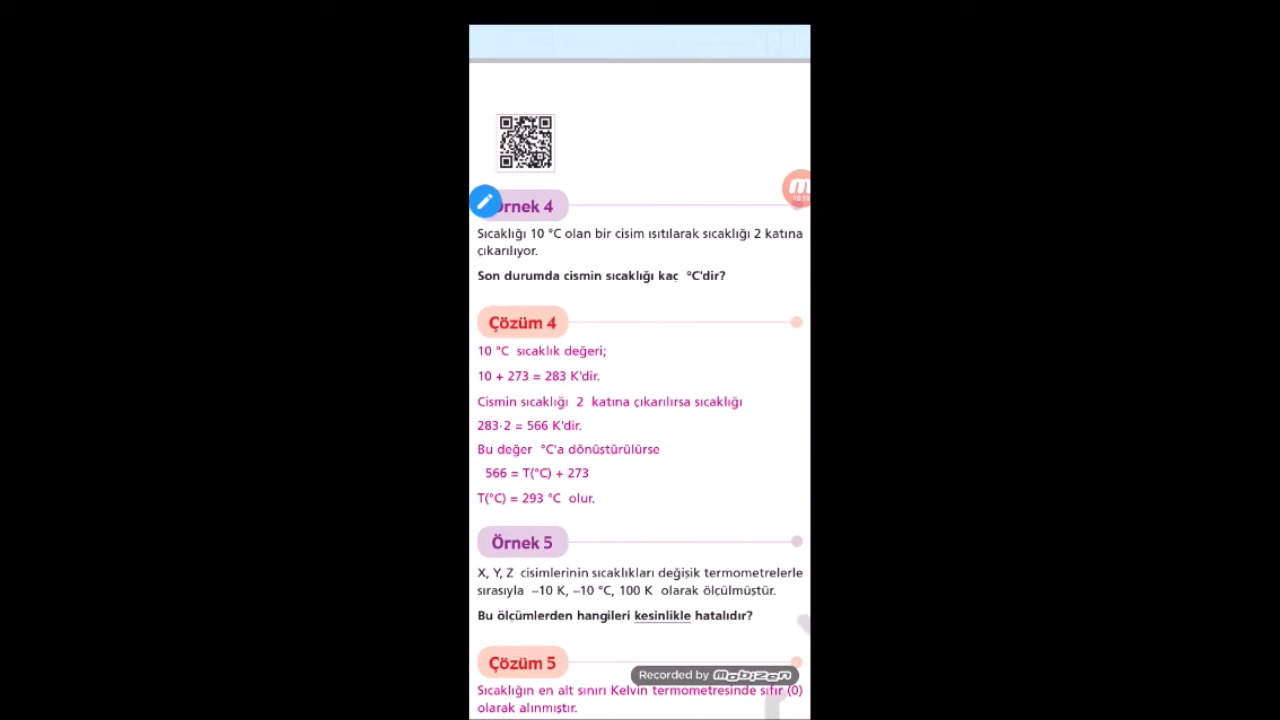 Örnek 4
Sıcaklığı 10 °C olan bir cisim ısıtılarak sıcaklığı 2 katına
çıkarılıyor.
Son durumda cismin sıcaklığı kaç °C'dir?
Çözüm 4
10 °C sıcaklık değeri;
10 + 273 = 283 K'dir.
Cismin sıcaklığı 2 katına çıkarılırsa sıcaklığı
283·2 = 566 K'dir.
Bu değer °C'a dönüştürülürse
566 = T(°C) + 273
T(°C) = 293 °C olur.
Örnek 5
X, Y, Z cisimlerinin sıcaklıkları değişik termometrelerle
sırasıyla –10 K, –10 °C, 100 K olarak ölçülmüştür.
Bu ölçümlerden hangileri kesinlikle hatalıdır?
Çözüm 5
Recorded by mobizen
Sıcaklığın en alt sınırı Kelvin termometresinde sıfır (0)
olarak alınmıştır.